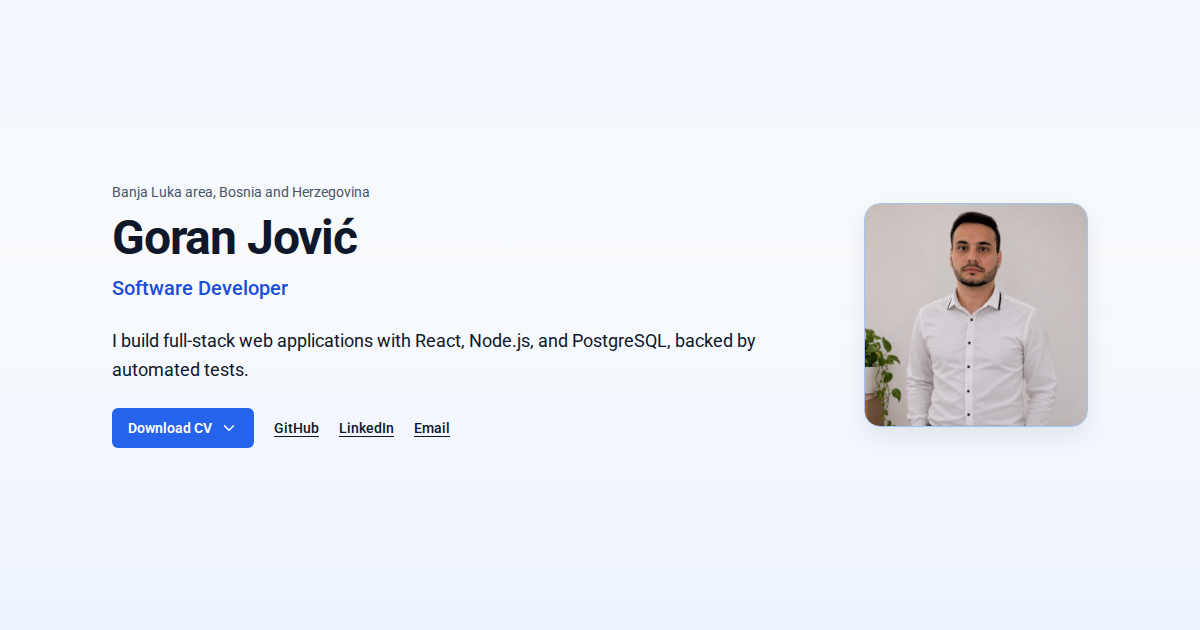 Banja Luka area, Bosnia and Herzegovina
Goran Jović
Software Developer
I build full-stack web applications with React, Node.js, and PostgreSQL, backed by
automated tests.
Download CV GitHub LinkedIn Email